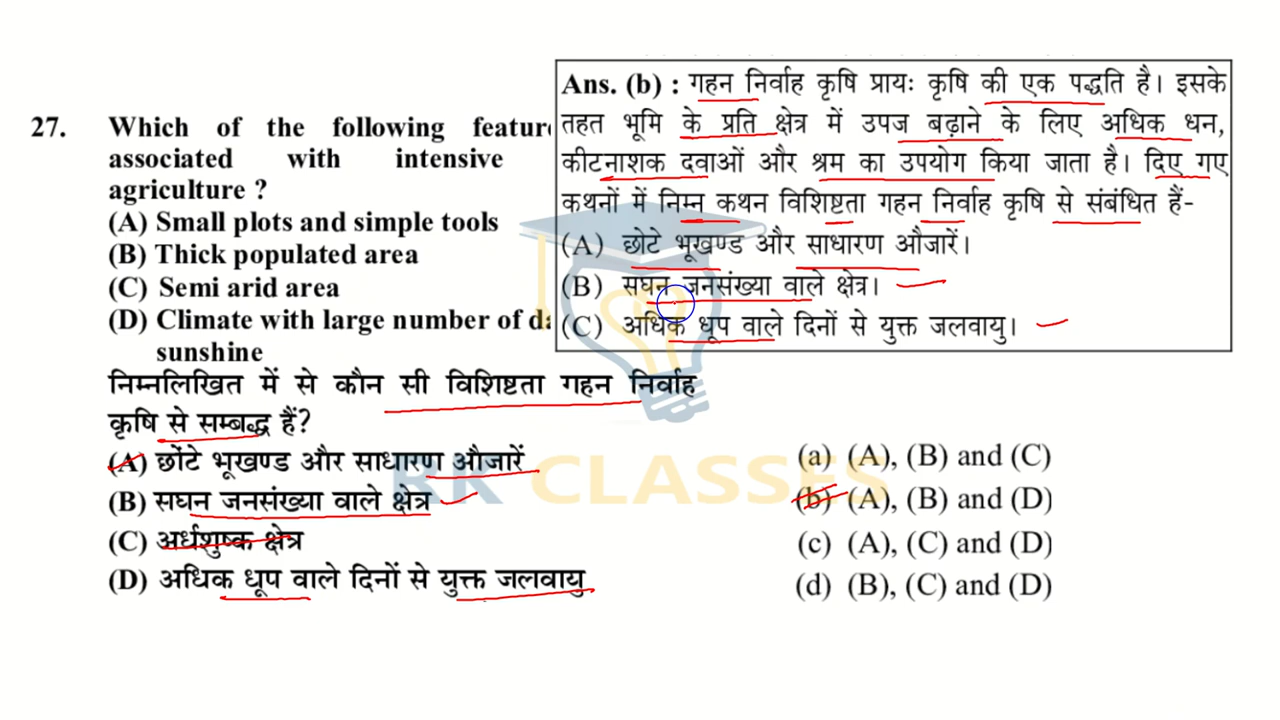 27. Which of the following feature
associated with intensive
agriculture ?
(A) Small plots and simple tools
(B) Thick populated area
(C) Semi arid area
(D) Climate with large number of
sunshine
निम्नलिखित में से कौन सी विशिष्टता गहन निर्वाह
कृषि से सम्बद्ध हैं?
(A) छोंटे भूखण्ड और साधारण औजारें
(B) सघन जनसंख्या वाले क्षेत्र
(C) अर्धशुष्क क्षेत्र
(D) अधिक धूप वाले दिनों से युक्त जलवायु
(a) (A), (B) and (C)
(b) (A), (B) and (D)
(c) (A), (C) and (D)
(d) (B), (C) and (D)
Ans. (b) : गहन निर्वाह कृषि प्रायः कृषि की एक पद्धति है। इसके
तहत भूमि के प्रति क्षेत्र में उपज बढ़ाने के लिए अधिक धन,
कीटनाशक दवाओं और श्रम का उपयोग किया जाता है। दिए गए
कथनों में निम्न कथन विशिष्टता गहन निर्वाह कृषि से संबंधित हैं-
(A) छोटे भूखण्ड और साधारण औजारें।
(B) सघन जनसंख्या वाले क्षेत्र।
(C) अधिक धूप वाले दिनों से युक्त जलवायु।
RK CLASSES